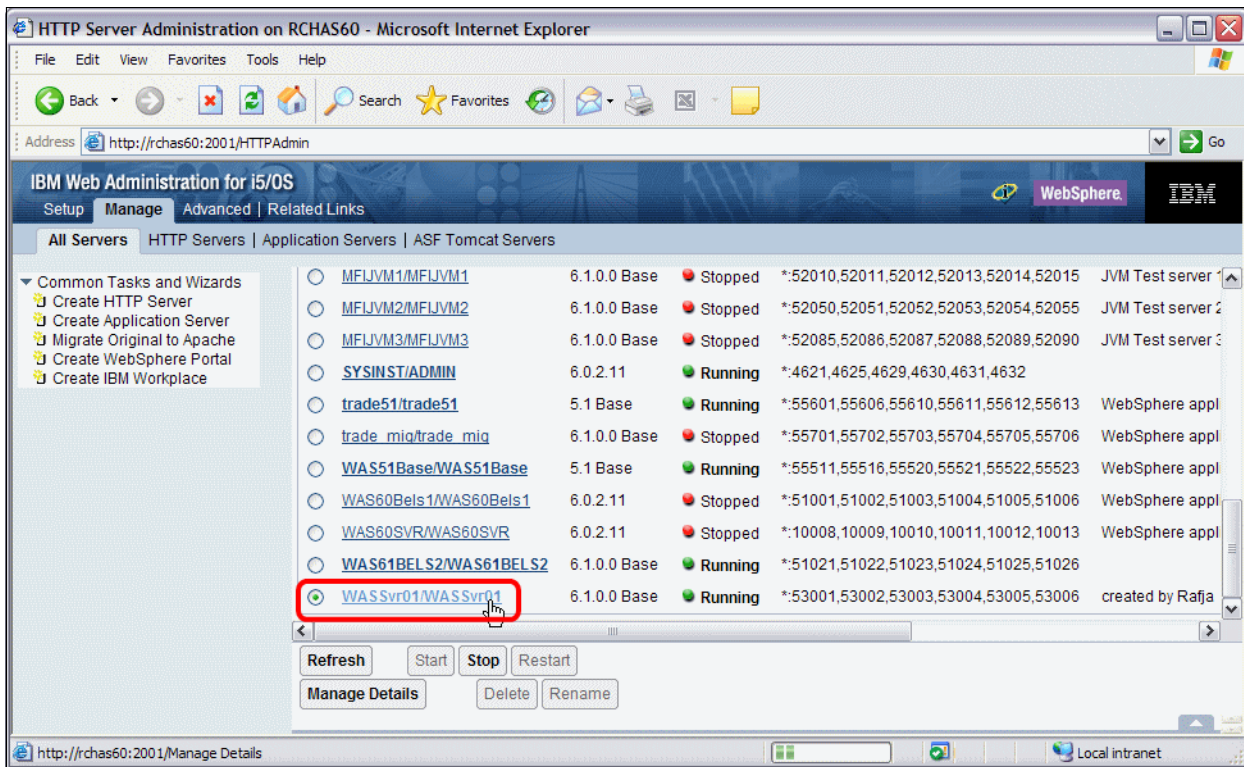 HTTP Server Administration on RCHAS60 - Microsoft Internet Explorer
File Edit View Favorites Tools Help
Back Search Favorites
Address http://rchas60:2001/HTTPAdmin Go
IBM Web Administration for i5/OS
WebSphere. IBM
Setup Manage Advanced | Related Links
All Servers HTTP Servers | Application Servers | ASF Tomcat Servers
Common Tasks and Wizards
Create HTTP Server
Create Application Server
Migrate Original to Apache
Create WebSphere Portal
Create IBM Workplace
MFIJVM1/MFIJVM1 6.1.0.0 Base Stopped *:52010,52011,52012,52013,52014,52015 JVM Test server 1
MFIJVM2/MFIJVM2 6.1.0.0 Base Stopped *:52050,52051,52052,52053,52054,52055 JVM Test server 2
MFIJVM3/MFIJVM3 6.1.0.0 Base Stopped *:52085,52086,52087,52088,52089,52090 JVM Test server 3
SYSINST/ADMIN 6.0.2.11 Running *:4621,4625,4629,4630,4631,4632
trade51/trade51 5.1 Base Running *:55601,55606,55610,55611,55612,55613 WebSphere appl
trade_mig/trade_mig 6.1.0.0 Base Stopped *:55701,55702,55703,55704,55705,55706 WebSphere appl
WAS51Base/WAS51Base 5.1 Base Running *:55511,55516,55520,55521,55522,55523 WebSphere appl
WAS60Bels1/WAS60Bels1 6.0.2.11 Stopped *:51001,51002,51003,51004,51005,51006 WebSphere appl
WAS60SVR/WAS60SVR 6.0.2.11 Stopped *:10008,10009,10010,10011,10012,10013 WebSphere appl
WAS61BELS2/WAS61BELS2 6.1.0.0 Base Running *:51021,51022,51023,51024,51025,51026
WASSvr01/WASSvr01 6.1.0.0 Base Running *:53001,53002,53003,53004,53005,53006 created by Rafja
Refresh Start Stop Restart
Manage Details Delete Rename
http://rchas60:2001/Manage Details Local intranet